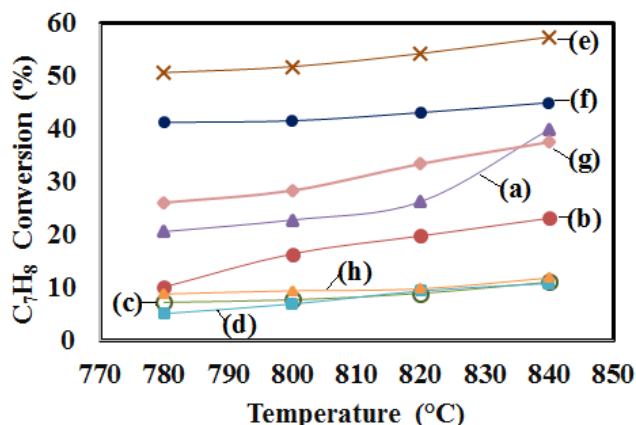 C₇H₈ Conversion (%)
60
50
40
30
20
10
0
(e)
(f)
(g)
(a)
(b)
(h)
(c)
(d)
770 780 790 800 810 820 830 840 850
Temperature (°C)